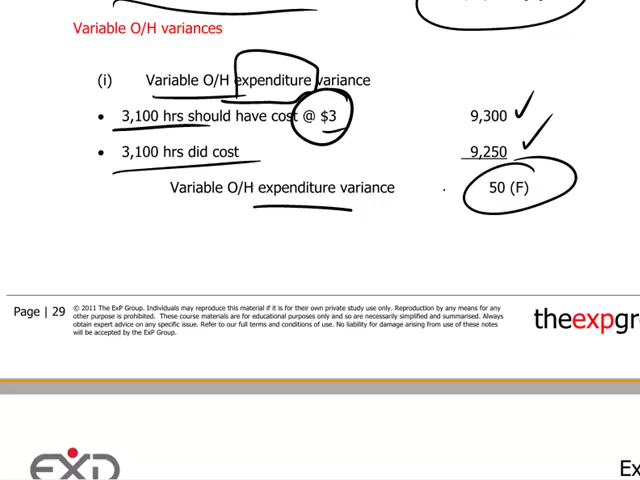 Variable O/H variances
(i) Variable O/H expenditure variance
• 3,100 hrs should have cost @ $3 9,300
• 3,100 hrs did cost 9,250
Variable O/H expenditure variance 50 (F)
Page | 29
© 2011 The ExP Group. Individuals may reproduce this material if it is for their own private study use only. Reproduction by any means for any
other purpose is prohibited. These course materials are for educational purposes only and so are necessarily simplified and summarised. Always
obtain expert advice on any specific issue. Refer to our full terms and conditions of use. No liability for damage arising from use of these notes
will be accepted by the ExP Group.
theexpgr
EXP
Ex